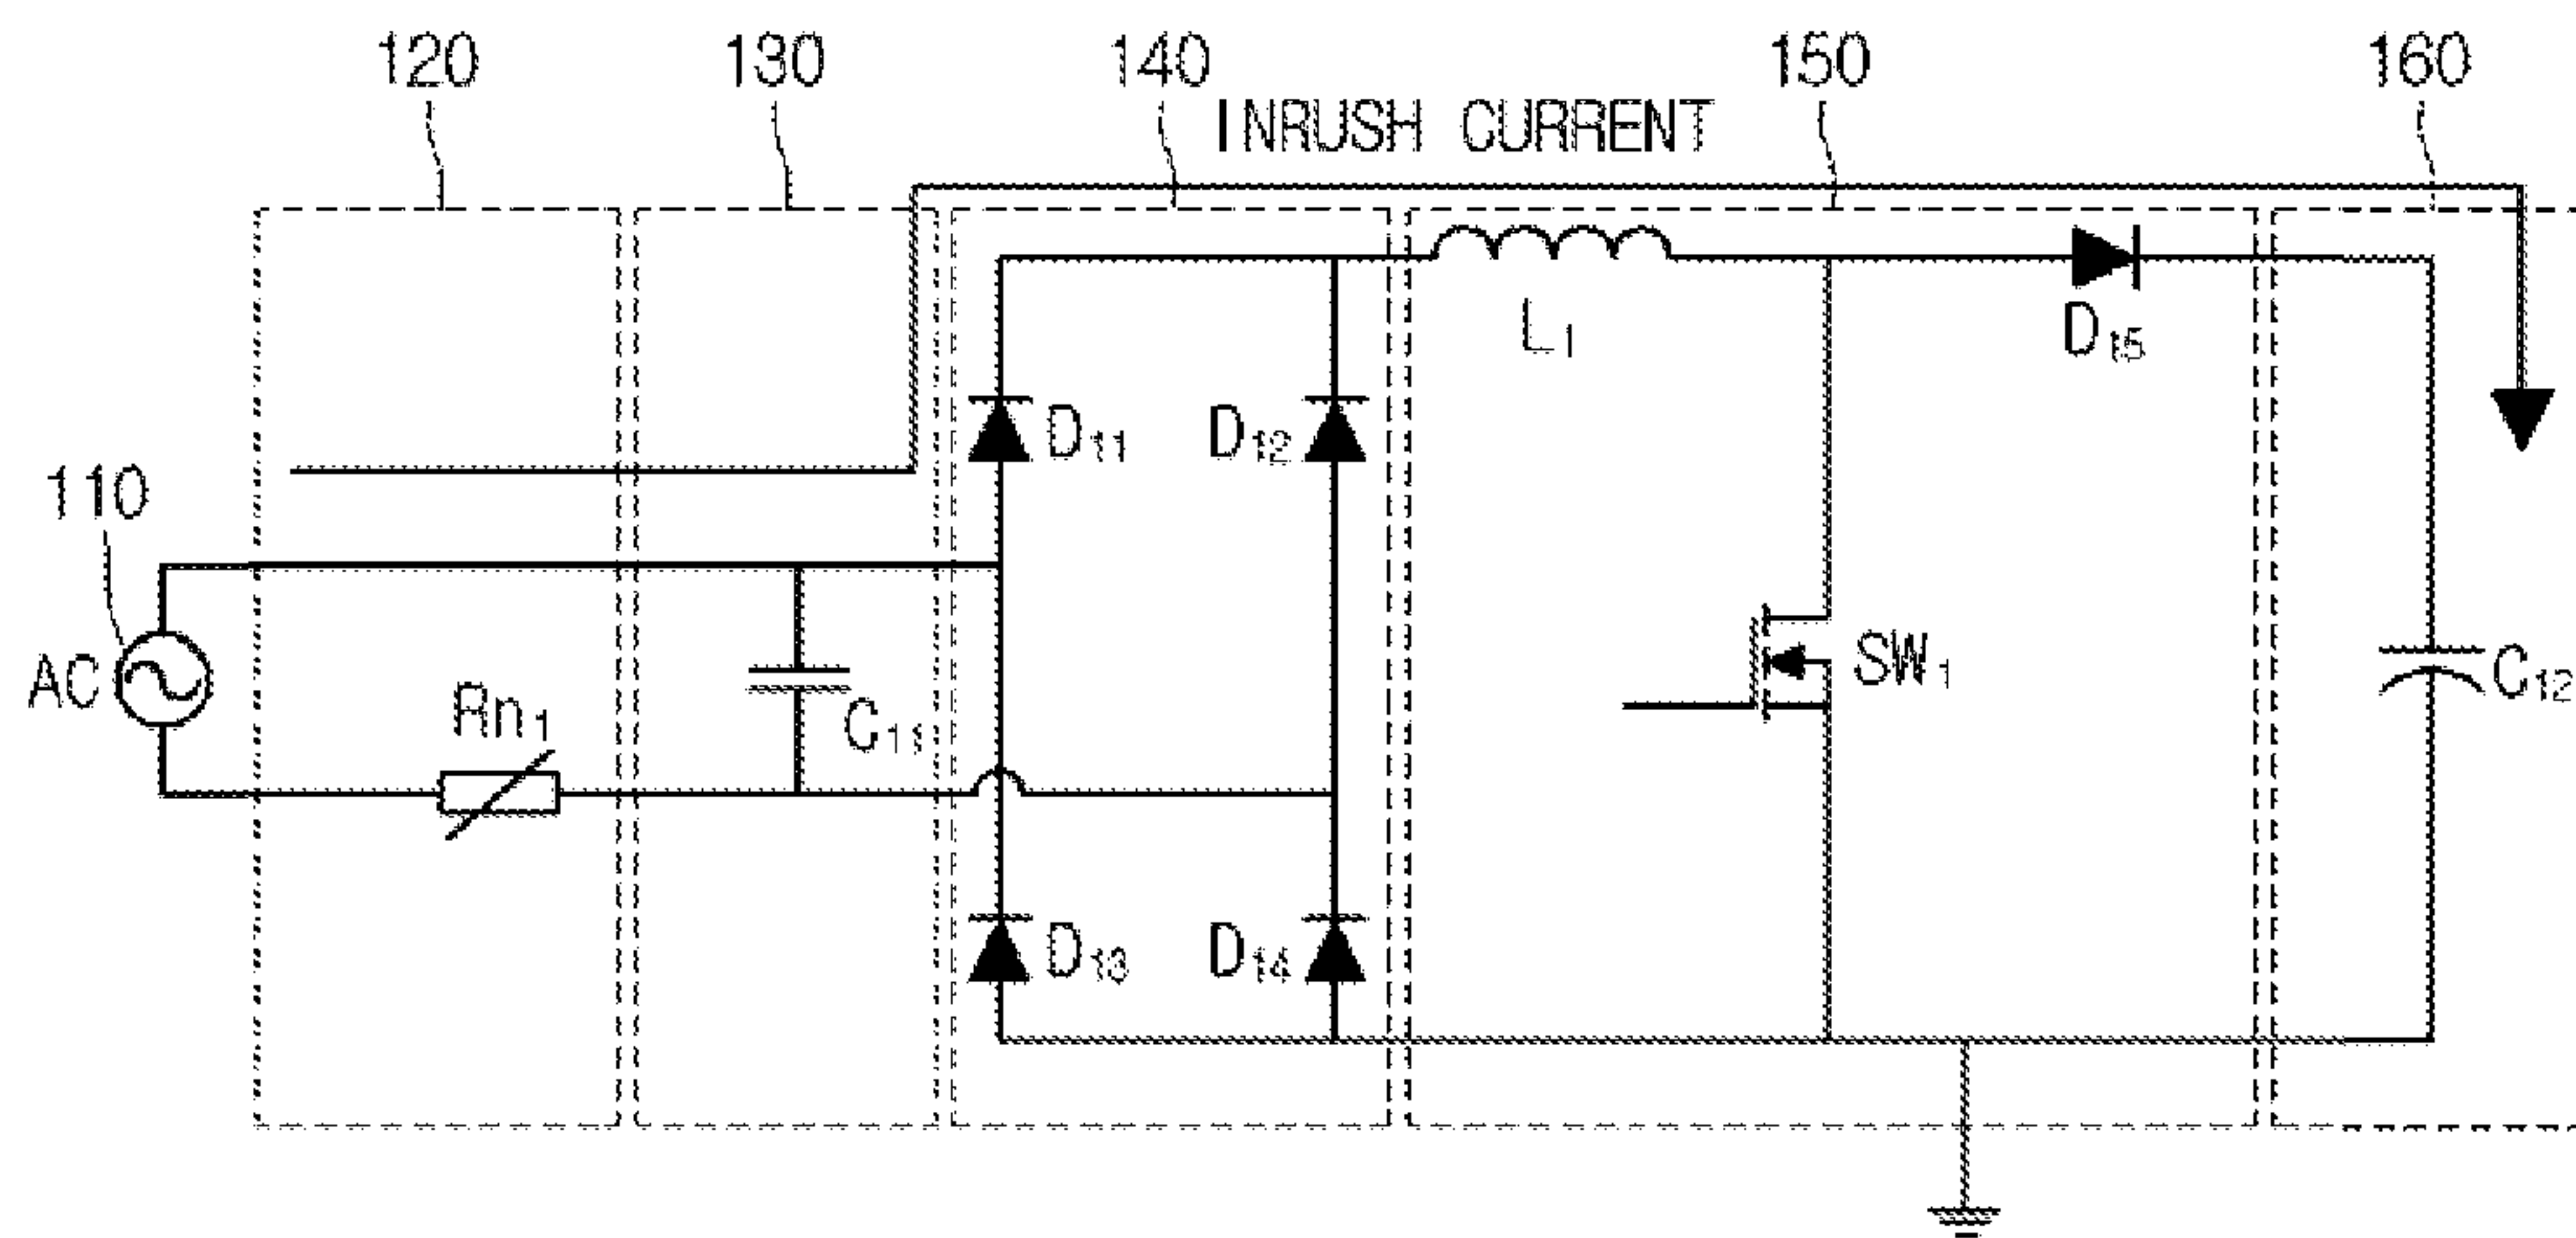 120
130
140
150
160
INRUSH CURRENT
L1
D15
D11
D12
110
AC
Rn1
C11
SW1
C12
D13
D14